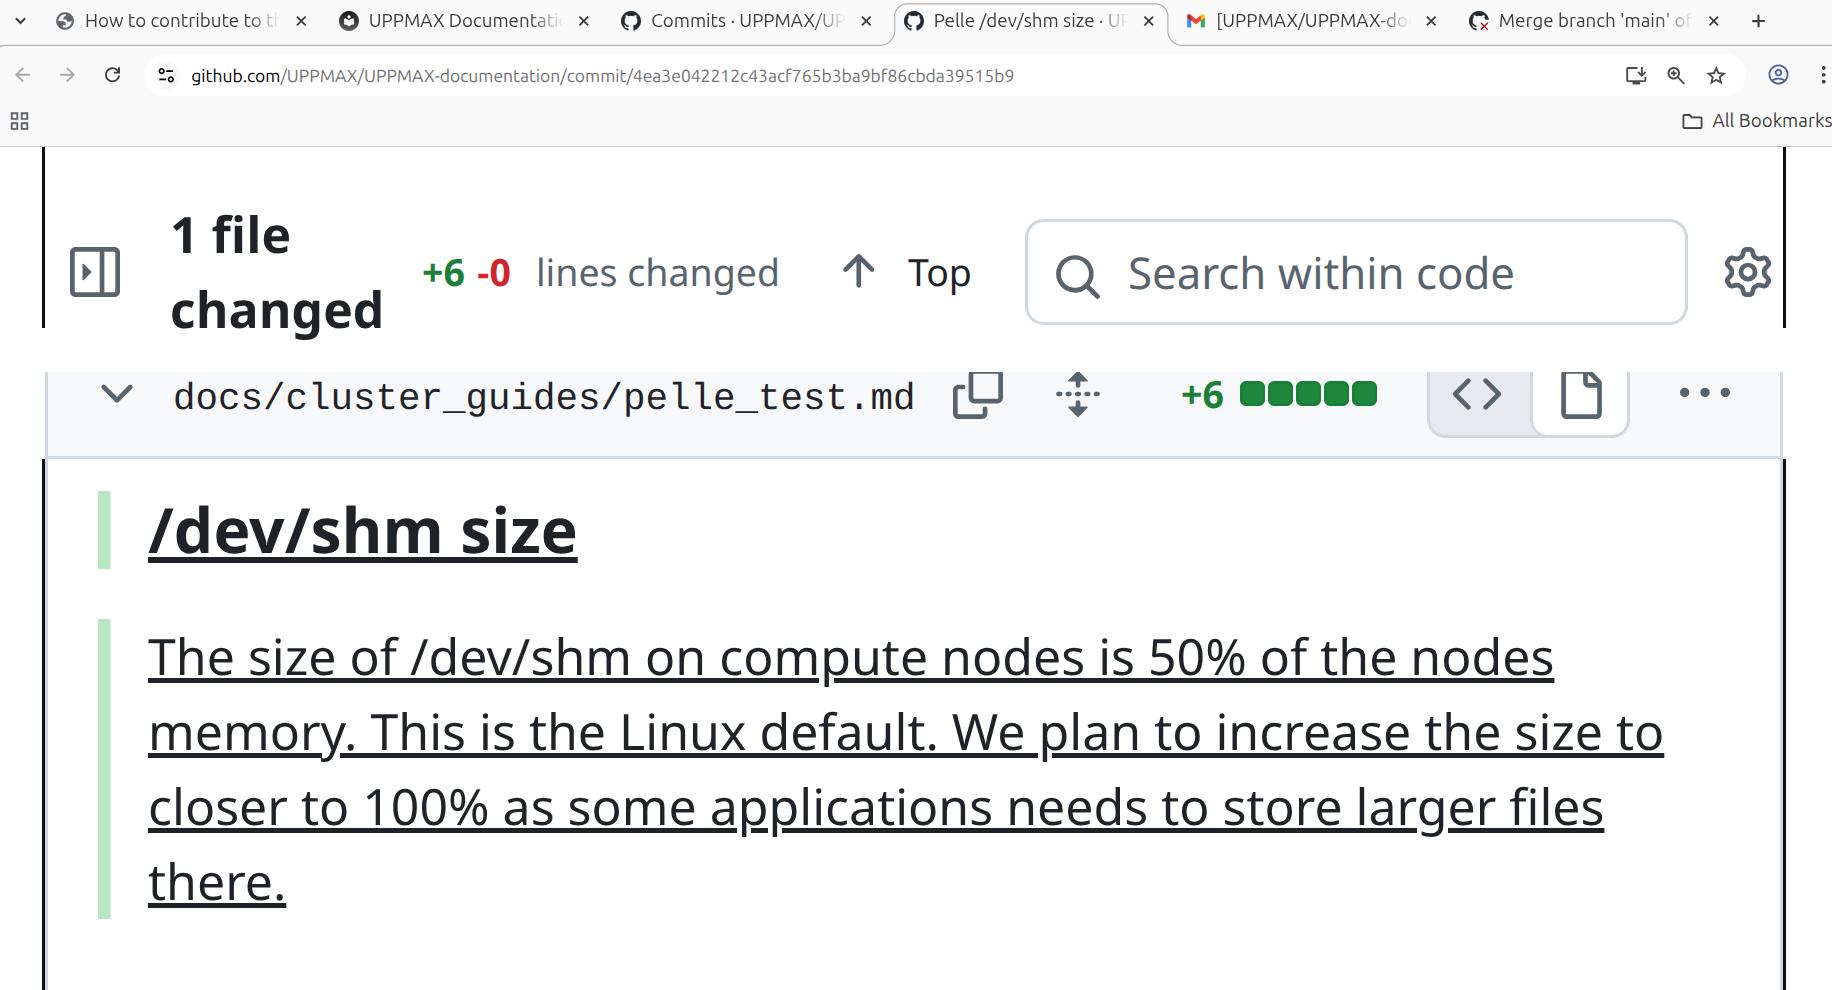 How to contribute to t
UPPMAX Documentati
Commits · UPPMAX/UP
Pelle /dev/shm size · UP
[UPPMAX/UPPMAX-do
Merge branch 'main' of
github.com/UPPMAX/UPPMAX-documentation/commit/4ea3e042212c43acf765b3ba9bf86cbda39515b9
All Bookmarks
1 file
changed
+6 -0 lines changed
Top
Search within code
docs/cluster_guides/pelle_test.md
+6
/dev/shm size
The size of /dev/shm on compute nodes is 50% of the nodes
memory. This is the Linux default. We plan to increase the size to
closer to 100% as some applications needs to store larger files
there.